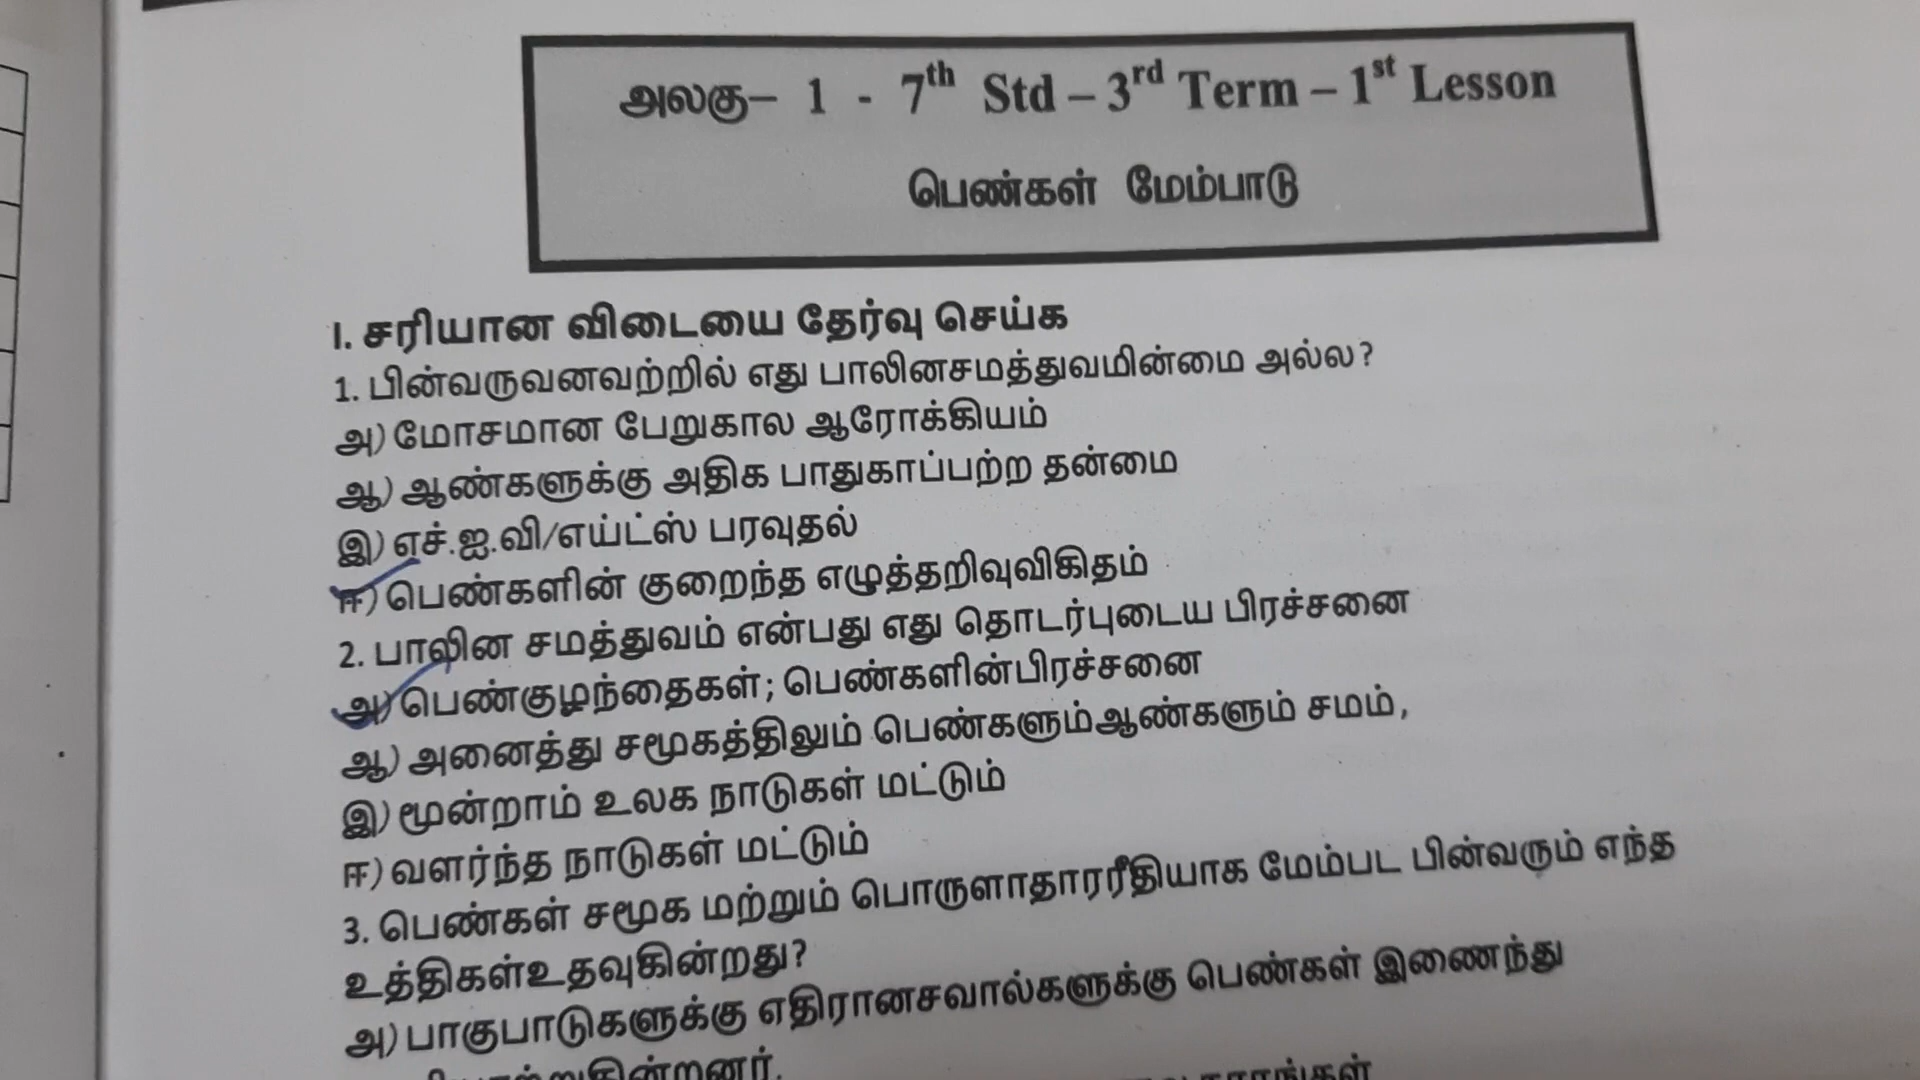 அலகு– 1 - 7th Std – 3rd Term – 1st Lesson
பெண்கள் மேம்பாடு
I. சரியான விடையை தேர்வு செய்க
1. பின்வருவனவற்றில் எது பாலினசமத்துவமின்மை அல்ல?
அ) மோசமான பேறுகால ஆரோக்கியம்
ஆ) ஆண்களுக்கு அதிக பாதுகாப்பற்ற தன்மை
இ) எச்.ஐ.வி/எய்ட்ஸ் பரவுதல்
ஈ) பெண்களின் குறைந்த எழுத்தறிவுவிகிதம்
2. பாலின சமத்துவம் என்பது எது தொடர்புடைய பிரச்சனை
அ) பெண்குழந்தைகள்; பெண்களின்பிரச்சனை
ஆ) அனைத்து சமூகத்திலும் பெண்களும்ஆண்களும் சமம்,
இ) மூன்றாம் உலக நாடுகள் மட்டும்
ஈ) வளர்ந்த நாடுகள் மட்டும்
3. பெண்கள் சமூக மற்றும் பொருளாதாரரீதியாக மேம்பட பின்வரும் எந்த
உத்திகள்உதவுகின்றது?
அ) பாகுபாடுகளுக்கு எதிரானசவால்களுக்கு பெண்கள் இணைந்து